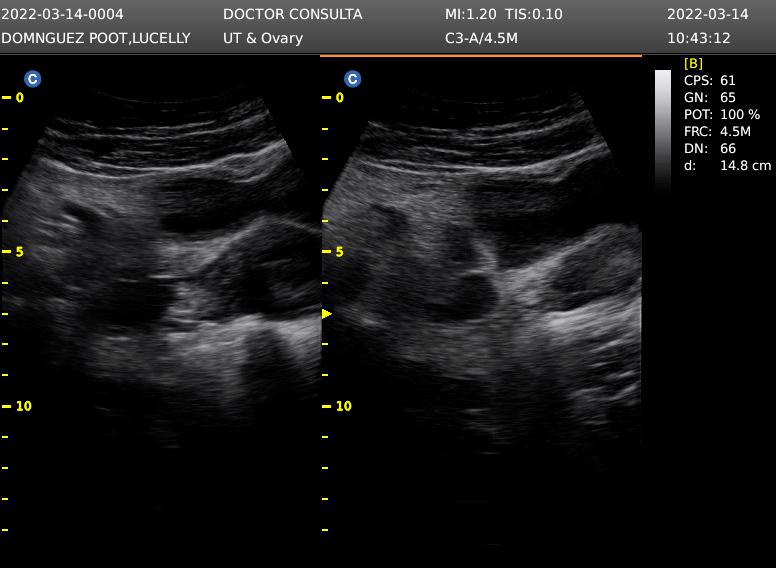 2022-03-14-0004 DOCTOR CONSULTA MI:1.20 TIS:0.10 2022-03-14
DOMNGUEZ POOT,LUCELLY UT & Ovary C3-A/4.5M 10:43:12
[B]
CPS: 61
GN: 65
POT: 100 %
FRC: 4.5M
DN: 66
d: 14.8 cm
C C
0 0
5 5
10 10